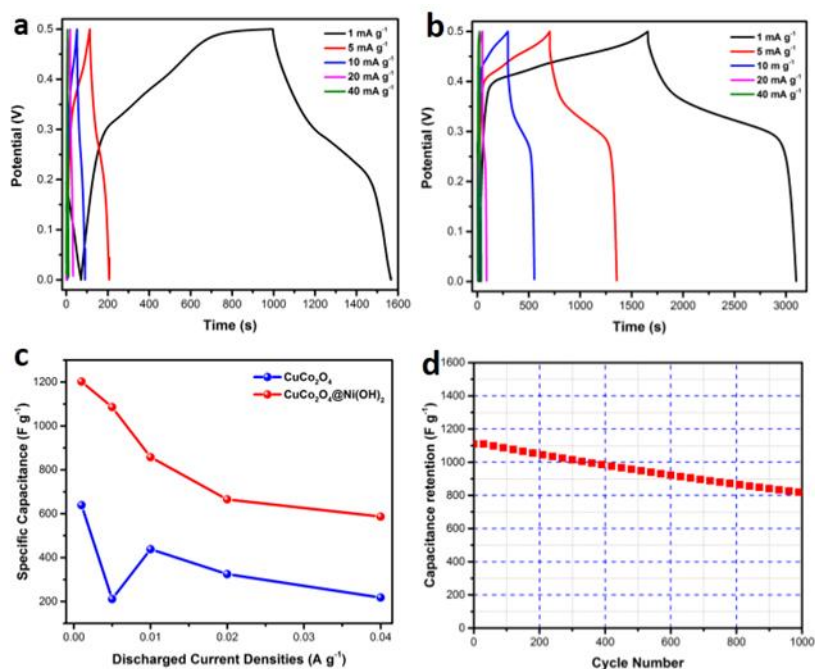 a
1 mA g⁻¹
5 mA g⁻¹
10 mA g⁻¹
20 mA g⁻¹
40 mA g⁻¹
Potential (V)
0.5
0.4
0.3
0.2
0.1
0.0
0 200 400 600 800 1000 1200 1400 1600
Time (s)
b
1 mA g⁻¹
5 mA g⁻¹
10 m g⁻¹
20 mA g⁻¹
40 mA g⁻¹
Potential (V)
0.5
0.4
0.3
0.2
0.1
0.0
0 500 1000 1500 2000 2500 3000
Time (s)
c
CuCo₂O₄
CuCo₂O₄@Ni(OH)₂
Specific Capacitance (F g⁻¹)
1200
1000
800
600
400
200
0.00 0.01 0.02 0.03 0.04
Discharged Current Densities (A g⁻¹)
d
Capacitance retention (F g⁻¹)
1600
1400
1200
1000
800
600
400
200
0
0 200 400 600 800 1000
Cycle Number